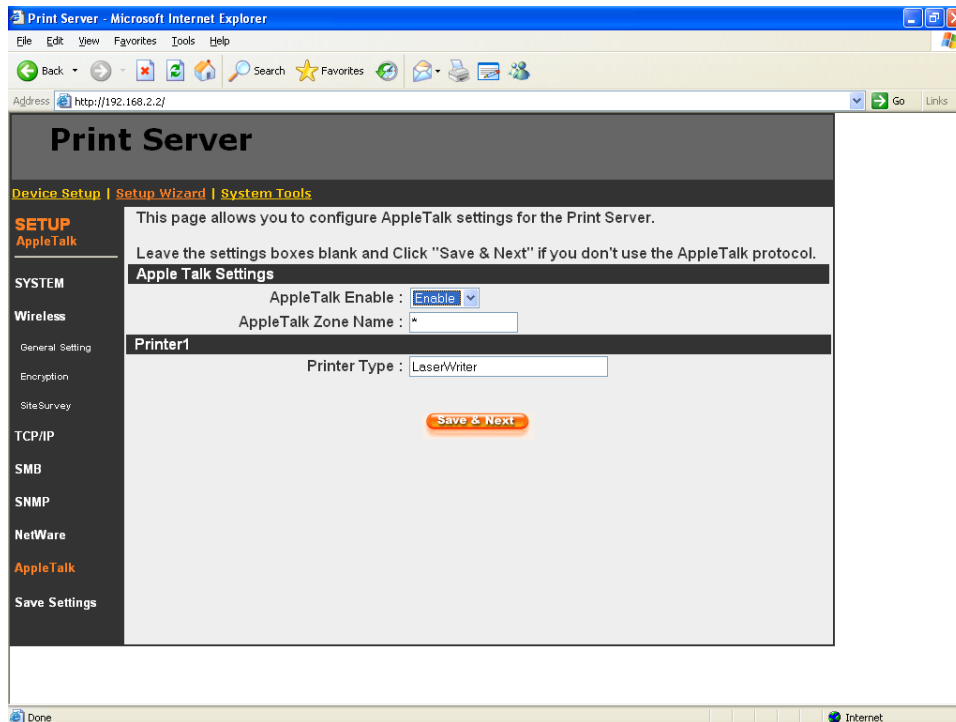 Print Server - Microsoft Internet Explorer
File Edit View Favorites Tools Help
Back Search Favorites
Address http://192.168.2.2/ Go Links
Print Server
Device Setup | Setup Wizard | System Tools
SETUP
AppleTalk
SYSTEM
Wireless
General Setting
Encryption
SiteSurvey
TCP/IP
SMB
SNMP
NetWare
AppleTalk
Save Settings
This page allows you to configure AppleTalk settings for the Print Server.
Leave the settings boxes blank and Click "Save & Next" if you don't use the AppleTalk protocol.
Apple Talk Settings
AppleTalk Enable : Enable
AppleTalk Zone Name : *
Printer1
Printer Type : LaserWriter
Save & Next
Done Internet